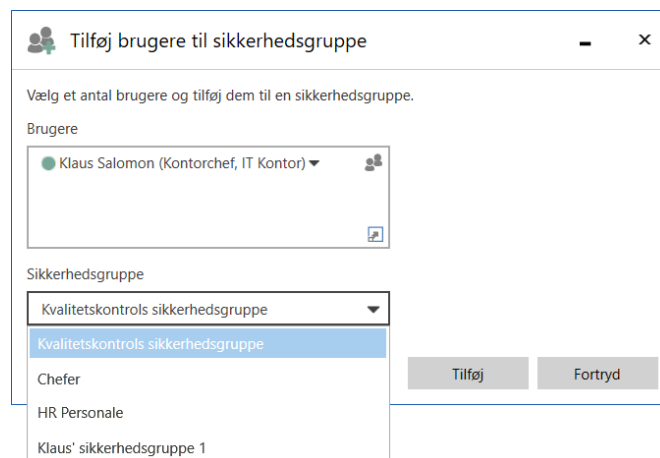 Tilføj brugere til sikkerhedsgruppe
Vælg et antal brugere og tilføj dem til en sikkerhedsgruppe.
Brugere
Klaus Salomon (Kontorchef, IT Kontor)
Sikkerhedsgruppe
Kvalitetskontrols sikkerhedsgruppe
Kvalitetskontrols sikkerhedsgruppe
Chefer
HR Personale
Klaus' sikkerhedsgruppe 1
Tilføj Fortryd